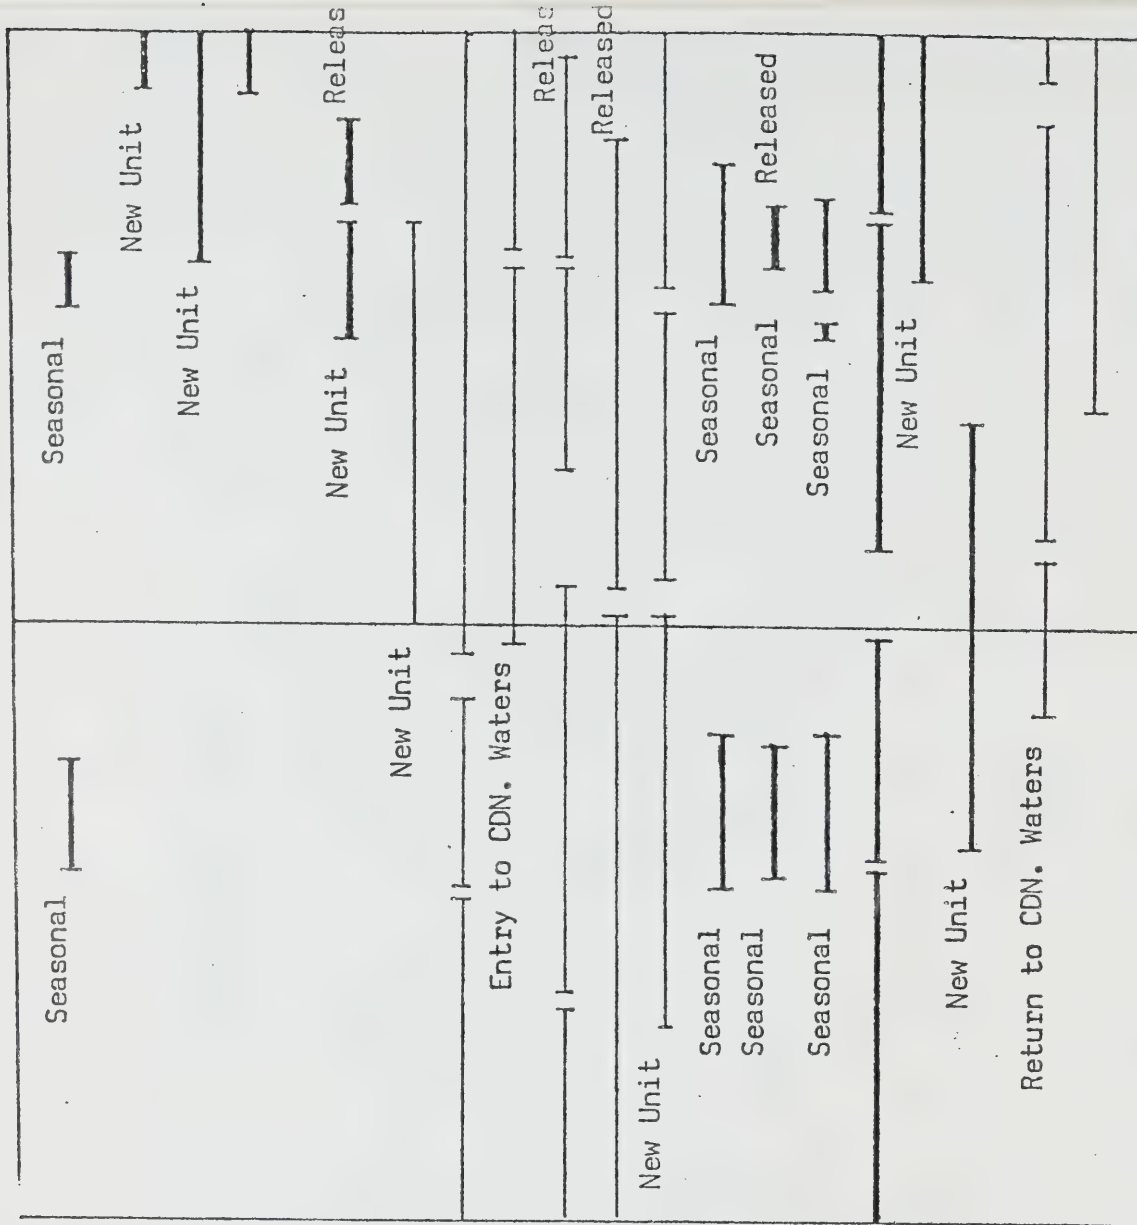 Seasonal Seasonal
New Unit
New Unit
New Unit Releas
New Unit
Entry to CDN. Waters
Releas
Released
New Unit
Seasonal Seasonal
Seasonal Seasonal Released
Seasonal Seasonal
New Unit
New Unit
Return to CDN. Waters